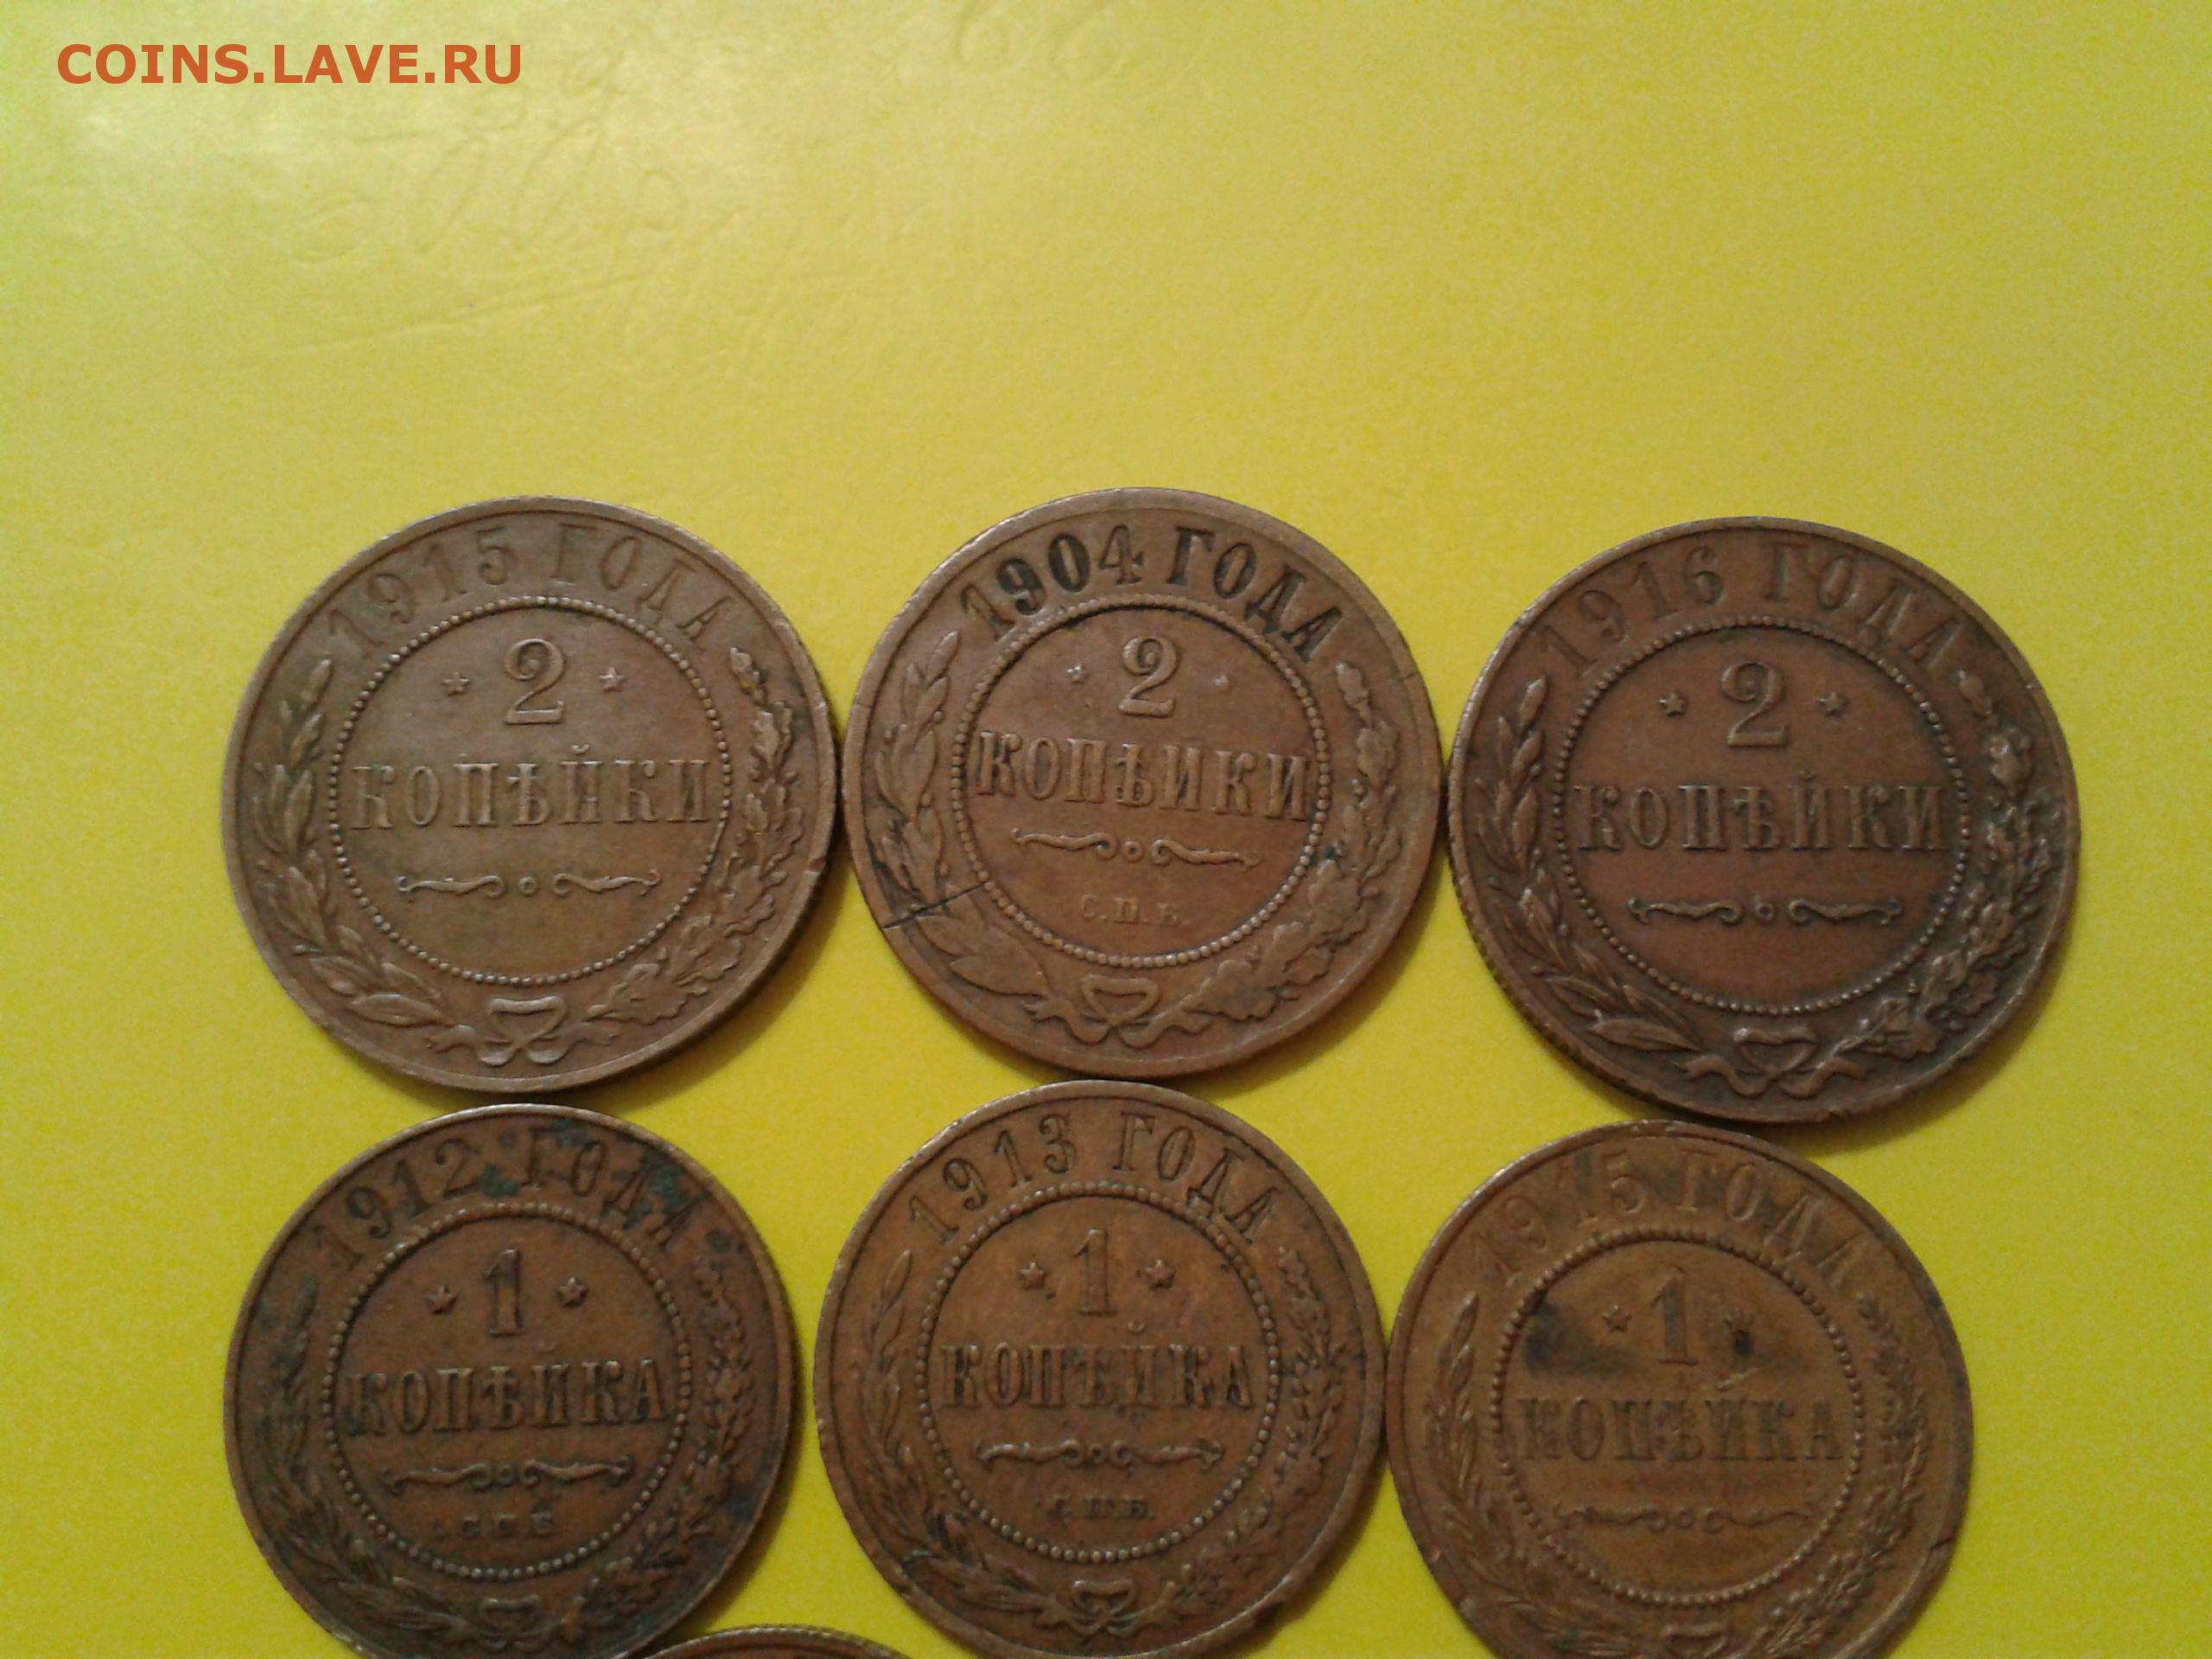 COINS.LAVE.RU
1915 ГОДА
2
КОПѢЙКИ
1904 ГОДА
2
КОПѢЙКИ
С.П.Б.
1916 ГОДА
2
КОПѢЙКИ
1912 ГОДА
1
КОПѢЙКА
С.П.Б.
1913 ГОДА
1
КОПѢЙКА
С.П.Б.
1915 ГОДА
1
КОПѢЙКА